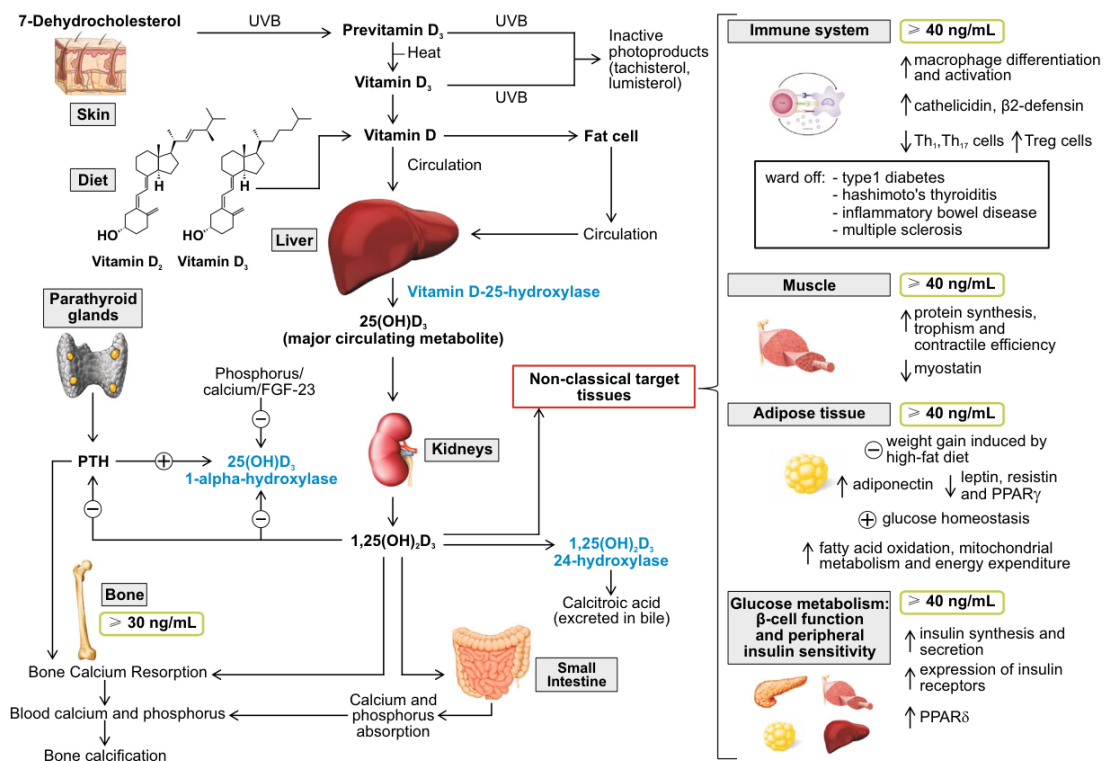 7-Dehydrocholesterol
UVB
Previtamin D₃
UVB
Heat
Inactive
photoproducts
(tachisterol,
lumisterol)
Vitamin D₃
UVB
Skin
Vitamin D
Fat cell
Circulation
Diet
H
H
HO
HO
Vitamin D₂
Vitamin D₃
Liver
Circulation
Vitamin D-25-hydroxylase
25(OH)D₃
(major circulating metabolite)
Parathyroid
glands
Phosphorus/
calcium/FGF-23
−
Non-classical target
tissues
Kidneys
PTH
+
25(OH)D₃
1-alpha-hydroxylase
−
−
1,25(OH)₂D₃
1,25(OH)₂D₃
24-hydroxylase
Calcitroic acid
(excreted in bile)
Bone
⩾ 30 ng/mL
Small
Intestine
Bone Calcium Resorption
Blood calcium and phosphorus
Calcium and
phosphorus
absorption
Bone calcification
Immune system
⩾ 40 ng/mL
↑ macrophage differentiation
and activation
↑ cathelicidin, β2-defensin
↓ Th₁,Th₁₇ cells ↑ Treg cells
ward off: - type1 diabetes
- hashimoto's thyroiditis
- inflammatory bowel disease
- multiple sclerosis
Muscle
⩾ 40 ng/mL
↑ protein synthesis,
trophism and
contractile efficiency
↓ myostatin
Adipose tissue
⩾ 40 ng/mL
− weight gain induced by
high-fat diet
↑ adiponectin
↓ leptin, resistin
and PPARγ
+ glucose homeostasis
↑ fatty acid oxidation, mitochondrial
metabolism and energy expenditure
Glucose metabolism:
β-cell function
and peripheral
insulin sensitivity
⩾ 40 ng/mL
↑ insulin synthesis and
secretion
↑ expression of insulin
receptors
↑ PPARδ